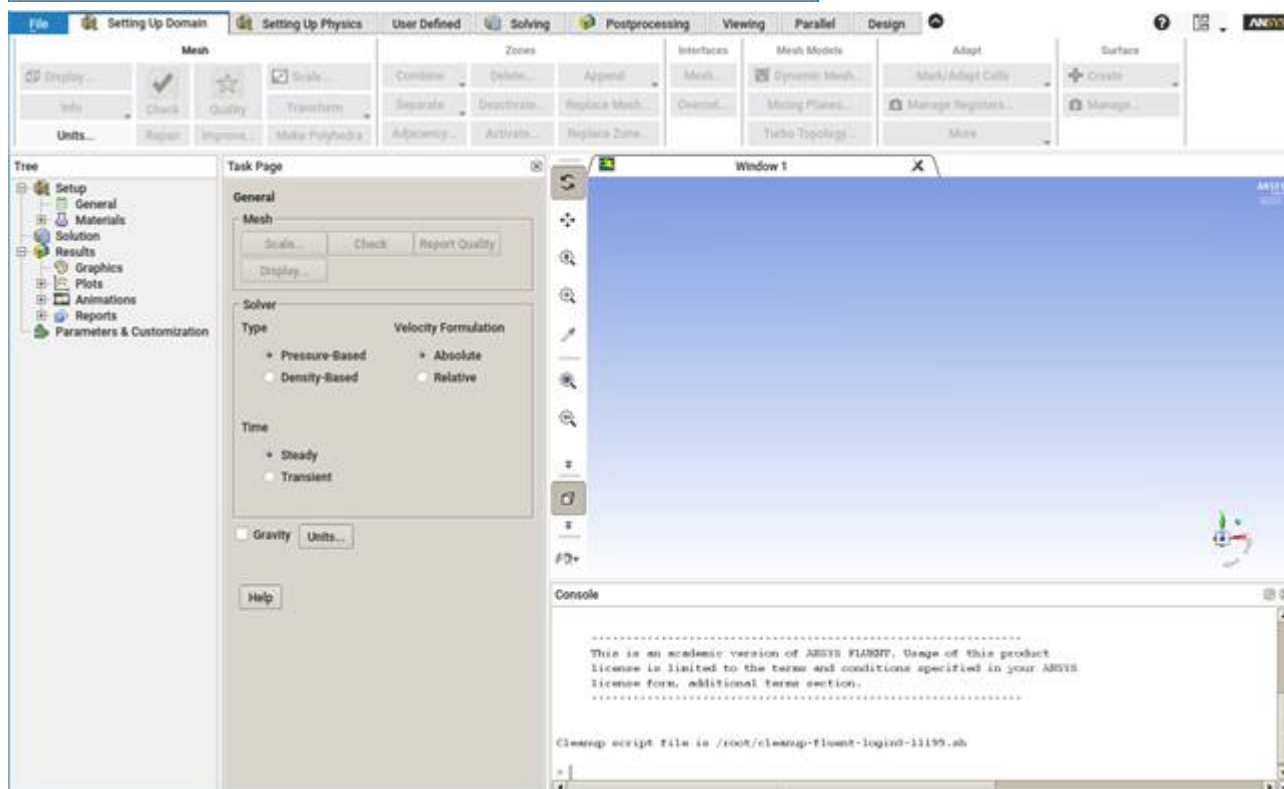 File Setting Up Domain Setting Up Physics User Defined Solving Postprocessing Viewing Parallel Design
Mesh Zones Interfaces Mesh Models Adapt Surface
Display... Scale... Combine Delete... Append Mesh... Dynamic Mesh... Mark/Adapt Cells Create
Info Check Quality Transform Separate Deactivate... Replace Mesh... Overset... Mixing Planes... Manage Registers... Manage...
Units... Repair Improve... Make Polyhedra Adjacency... Activate... Replace Zone... Turbo Topology... More
Tree
Setup
General
Materials
Solution
Results
Graphics
Plots
Animations
Reports
Parameters & Customization
Task Page
General
Mesh
Scale... Check Report Quality
Display...
Solver
Type Velocity Formulation
Pressure-Based Absolute
Density-Based Relative
Time
Steady
Transient
Gravity Units...
Help
Window 1
ANSYS
Console
This is an academic version of ANSYS FLUENT. Usage of this product
license is limited to the terms and conditions specified in your ANSYS
license form, additional terms section.
Cleanup script file is /root/cleanup-fluent-login0-11195.sh
>